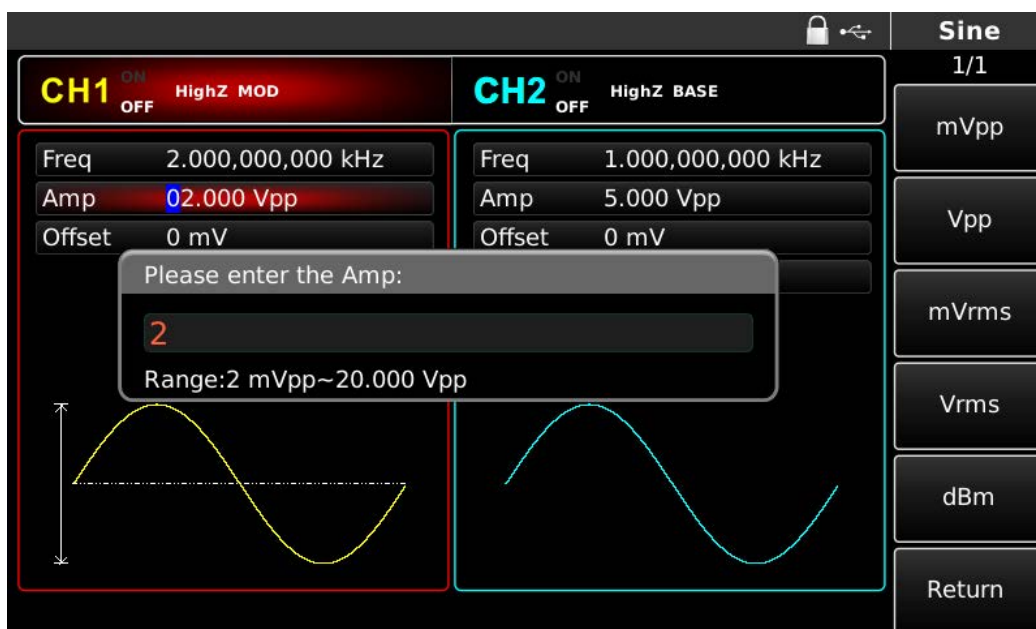 Sine
1/1
CH1 ON OFF HighZ MOD
CH2 ON OFF HighZ BASE
Freq 2.000,000,000 kHz
Amp 02.000 Vpp
Offset 0 mV
Freq 1.000,000,000 kHz
Amp 5.000 Vpp
Offset 0 mV
Please enter the Amp:
2
Range:2 mVpp~20.000 Vpp
mVpp
Vpp
mVrms
Vrms
dBm
Return